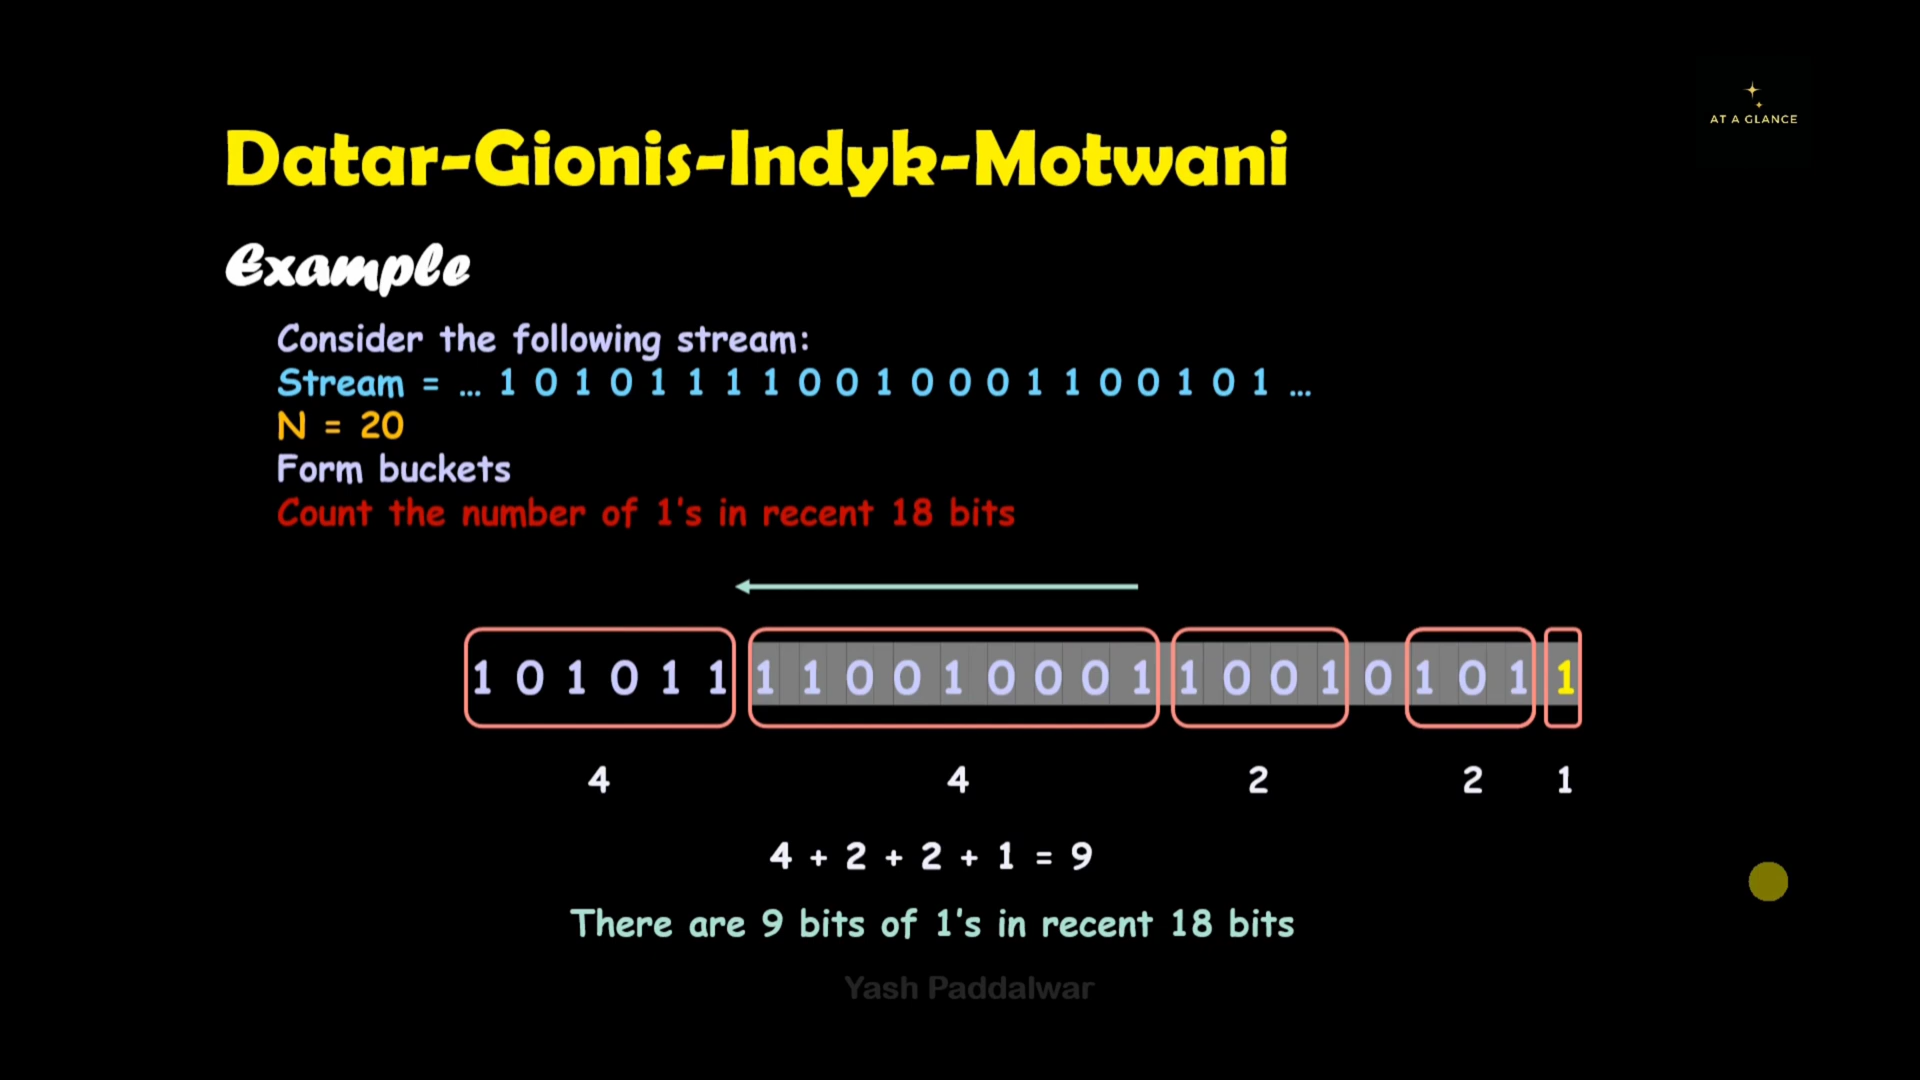 AT A GLANCE
Datar-Gionis-Indyk-Motwani
Example
Consider the following stream:
Stream = ... 1 0 1 0 1 1 1 1 0 0 1 0 0 0 1 1 0 0 1 0 1 ...
N = 20
Form buckets
Count the number of 1's in recent 18 bits
1 0 1 0 1 1 1 1 0 0 1 0 0 0 1 1 0 0 1 0 1 0 1 1
4 4 2 2 1
4 + 2 + 2 + 1 = 9
There are 9 bits of 1's in recent 18 bits
Yash Paddalwar